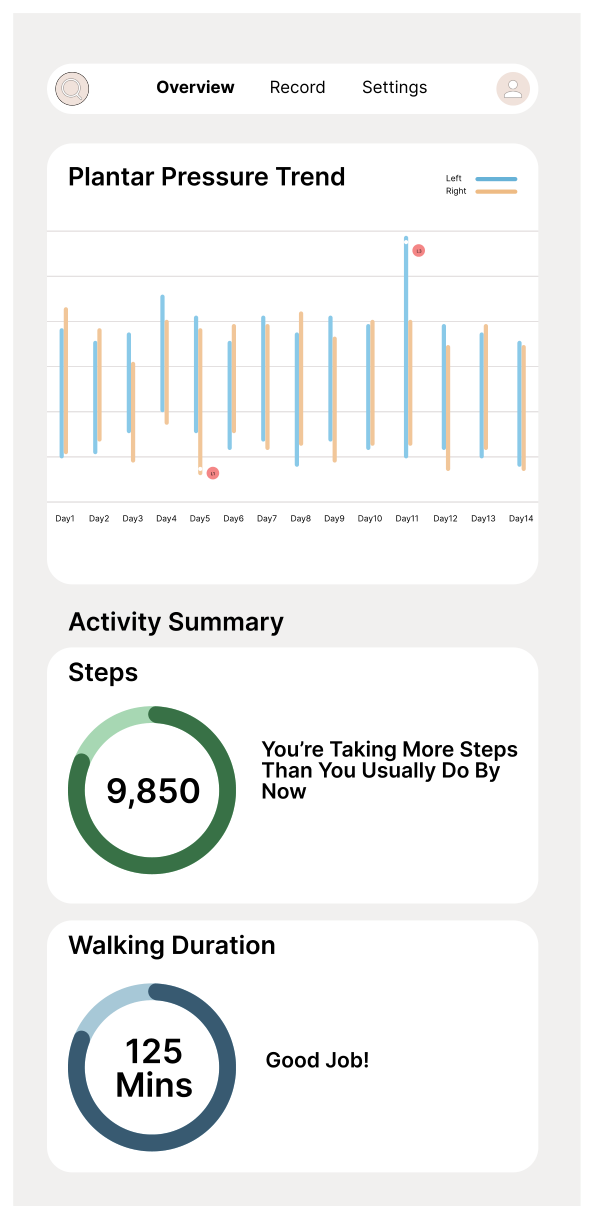 Overview Record Settings
Plantar Pressure Trend
Left
Right
Day1 Day2 Day3 Day4 Day5 Day6 Day7 Day8 Day9 Day10 Day11 Day12 Day13 Day14
Activity Summary
Steps
9,850
You’re Taking More Steps
Than You Usually Do By
Now
Walking Duration
125
Mins
Good Job!